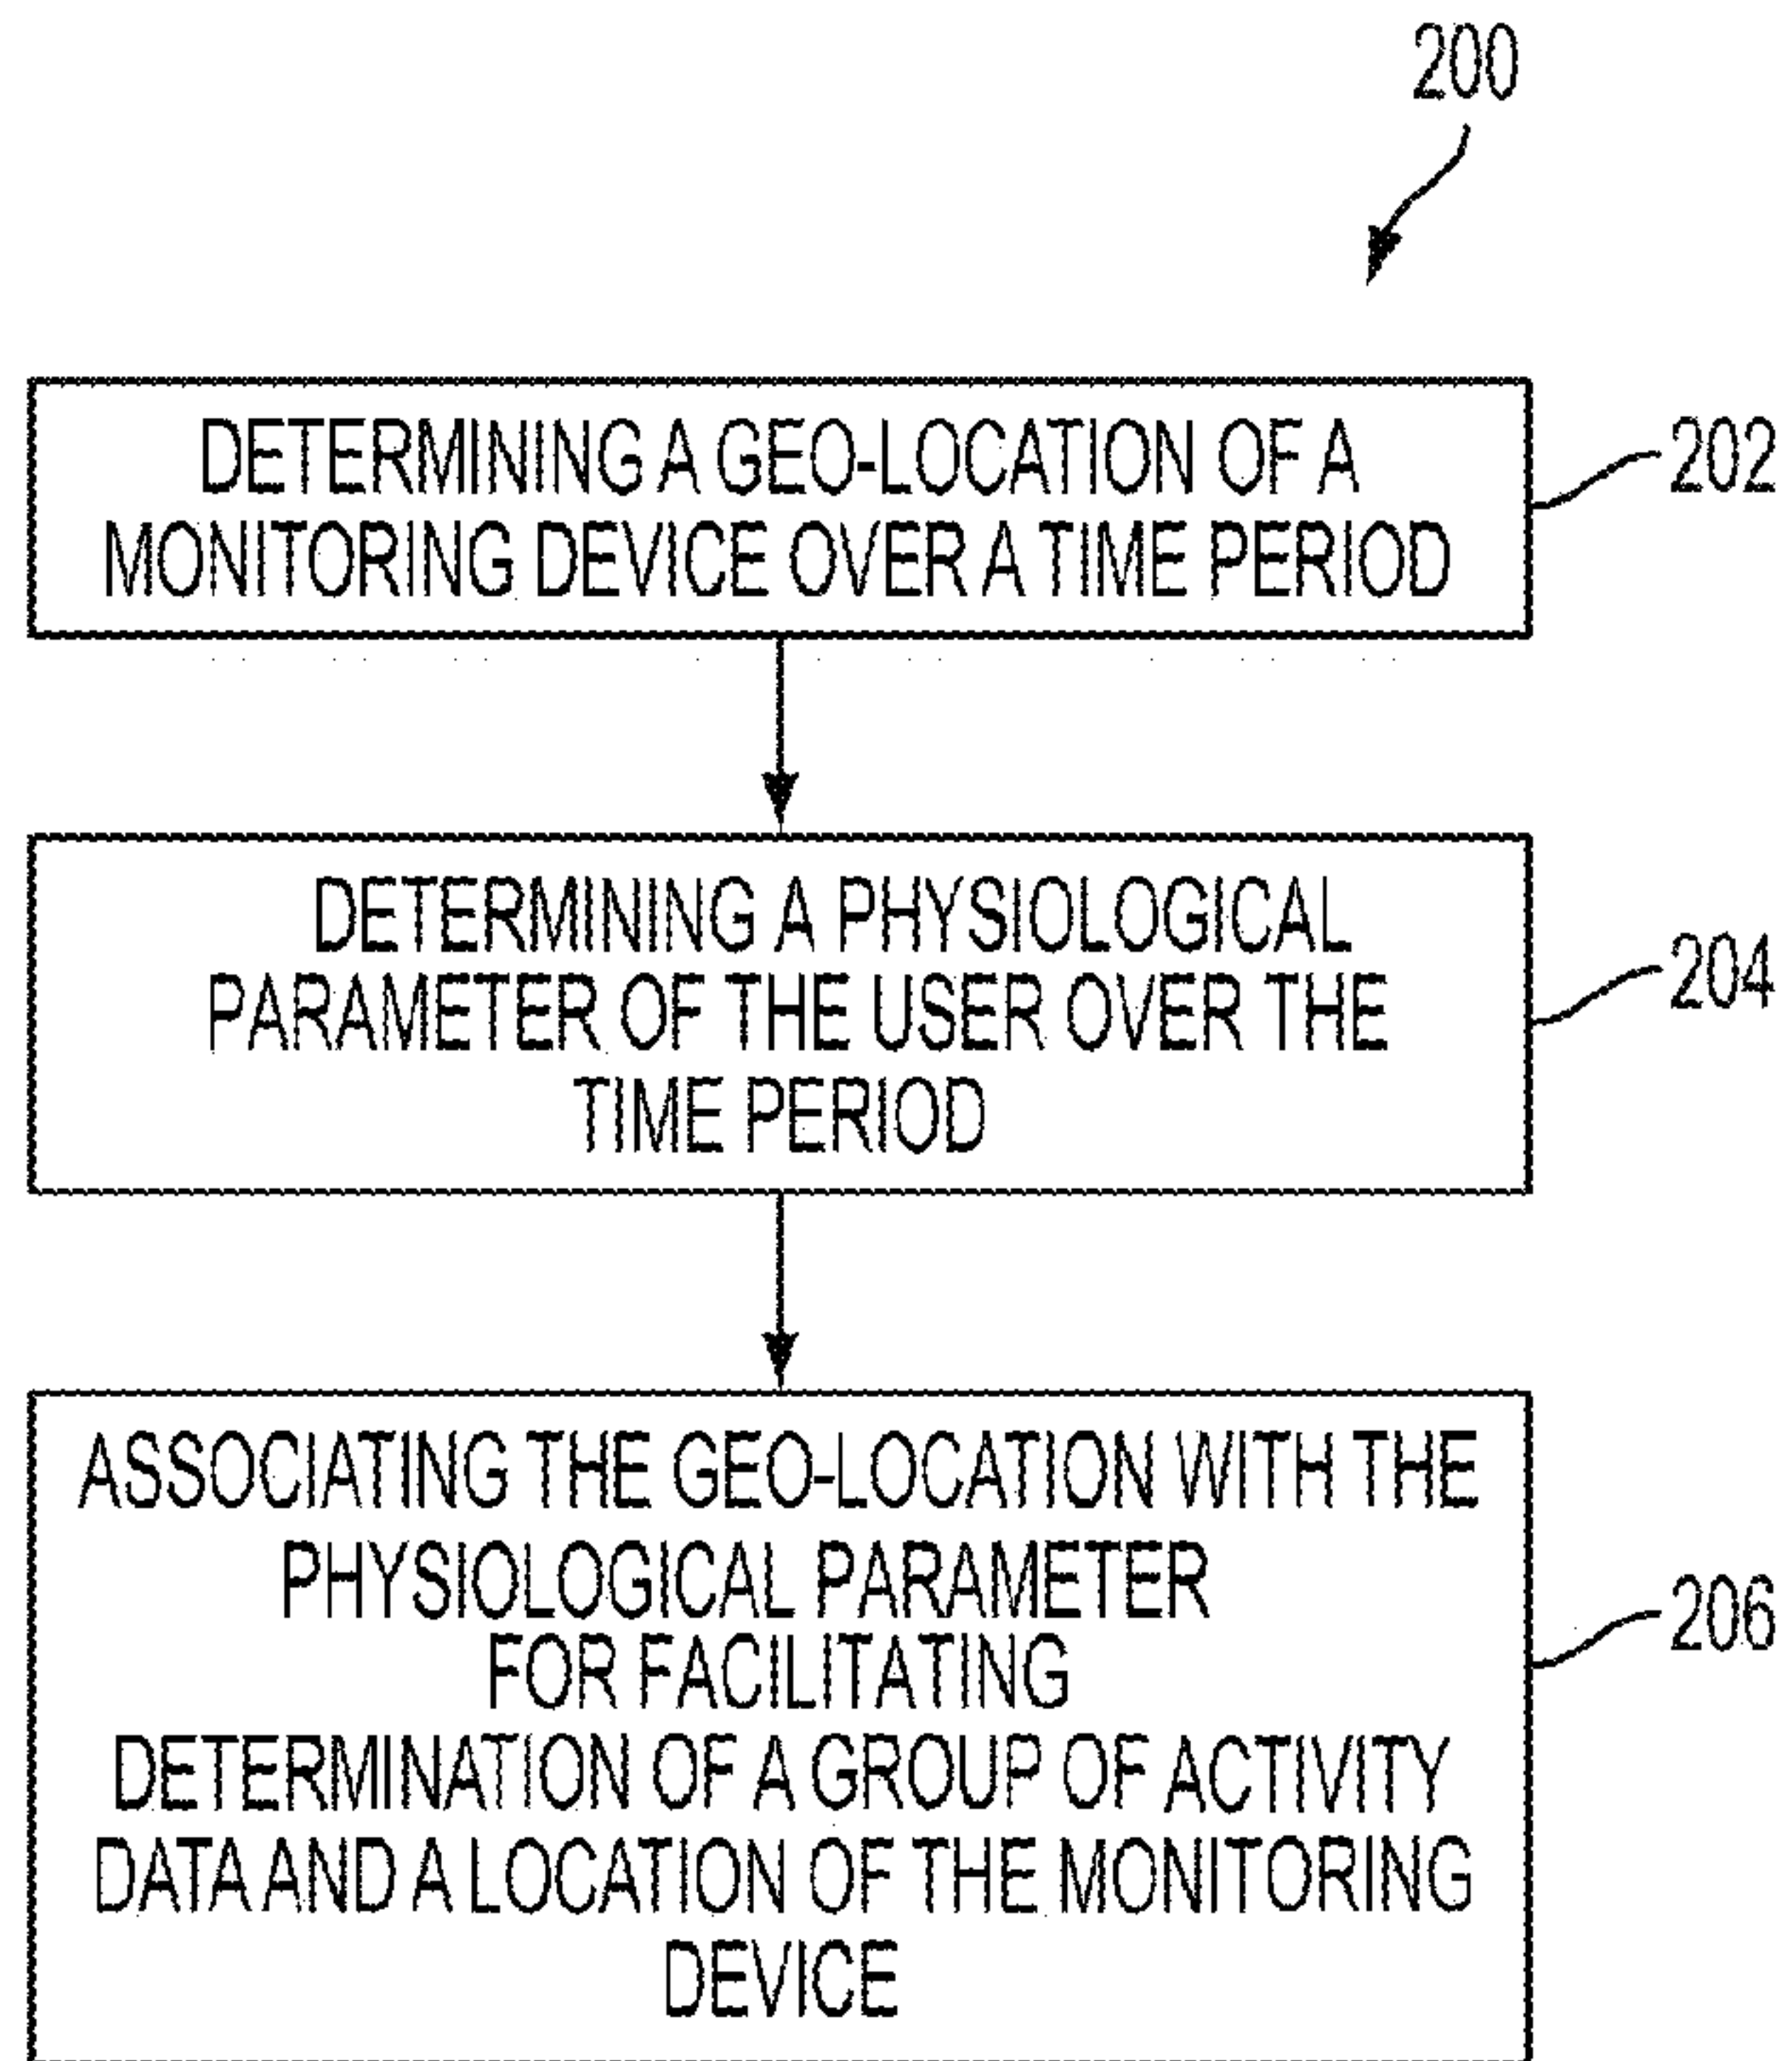 200
DETERMINING A GEO-LOCATION OF A
MONITORING DEVICE OVER A TIME PERIOD
202
DETERMINING A PHYSIOLOGICAL
PARAMETER OF THE USER OVER THE
TIME PERIOD
204
ASSOCIATING THE GEO-LOCATION WITH THE
PHYSIOLOGICAL PARAMETER
FOR FACILITATING
DETERMINATION OF A GROUP OF ACTIVITY
DATA AND A LOCATION OF THE MONITORING
DEVICE
206